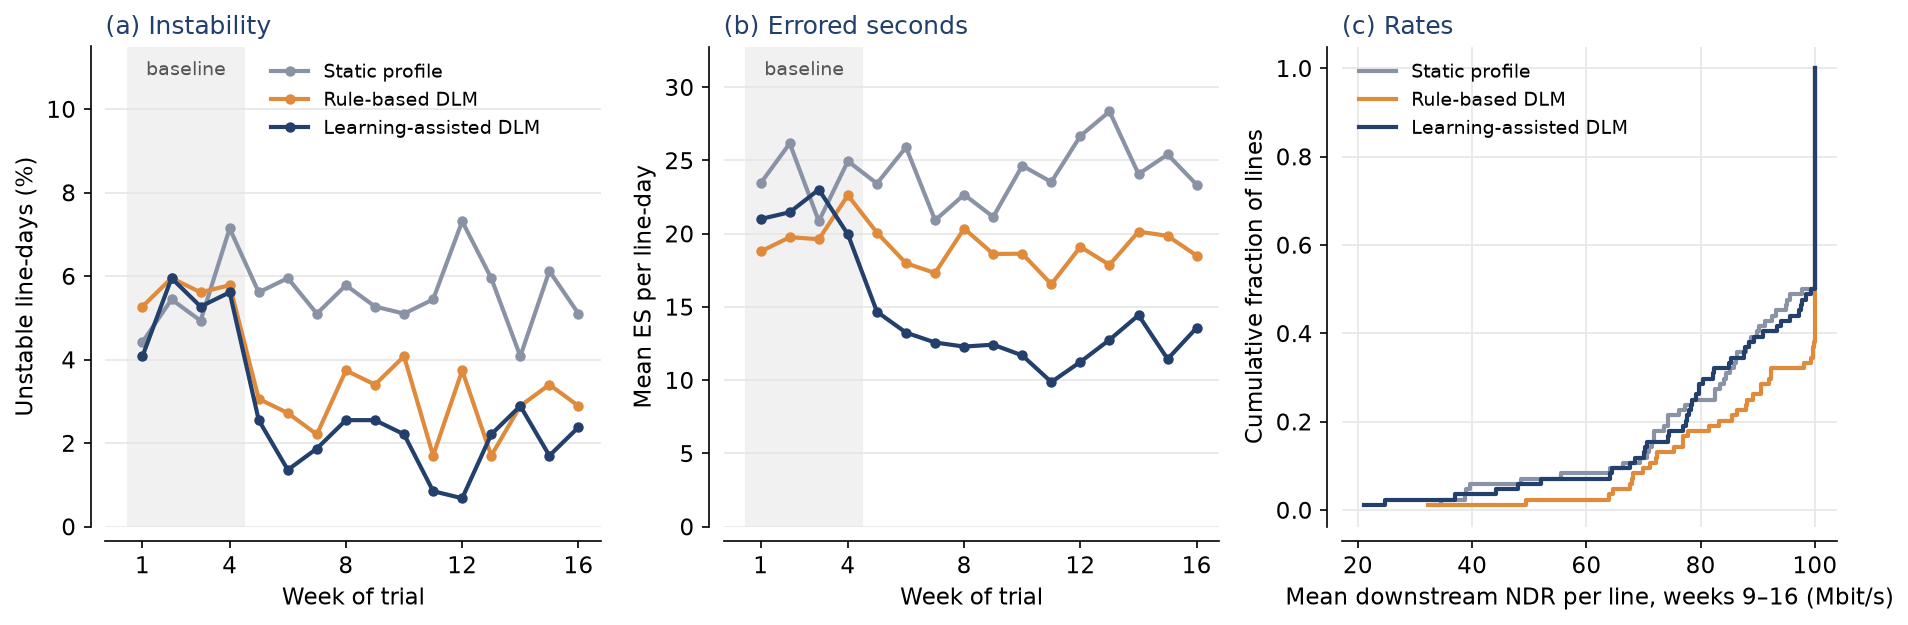 (a) Instability
baseline
Static profile
Rule-based DLM
Learning-assisted DLM
Unstable line-days (%)
10
8
6
4
2
0
1 4 8 12 16
Week of trial
(b) Errored seconds
baseline
Mean ES per line-day
30
25
20
15
10
5
0
1 4 8 12 16
Week of trial
(c) Rates
Static profile
Rule-based DLM
Learning-assisted DLM
Cumulative fraction of lines
1.0
0.8
0.6
0.4
0.2
0.0
20 40 60 80 100
Mean downstream NDR per line, weeks 9–16 (Mbit/s)